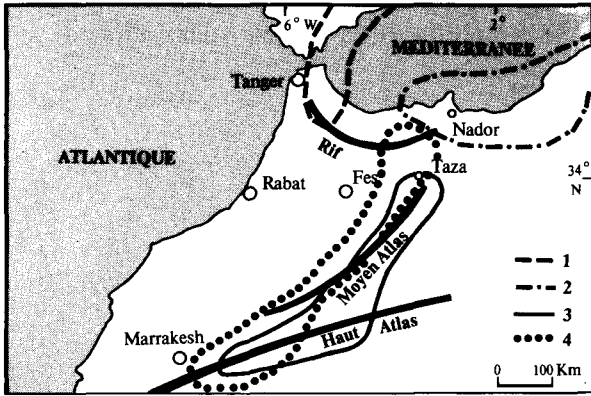 6° W
2°
MEDITERRANEE
Tanger
Nador
Rif
ATLANTIQUE
Taza
34°
N
Fes
Rabat
1
Moyen Atlas
2
3
Marrakesh
Haut Atlas
4
0 100 Km